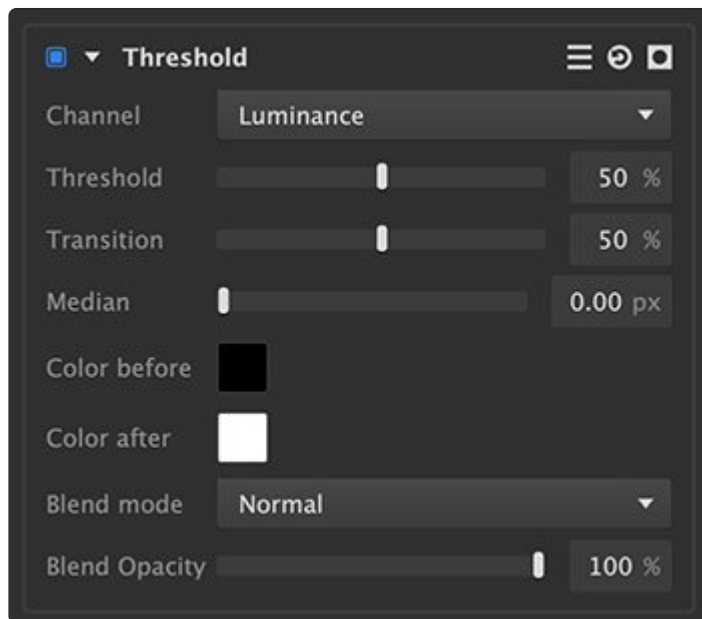 Threshold
Channel Luminance
Threshold 50 %
Transition 50 %
Median 0.00 px
Color before
Color after
Blend mode Normal
Blend Opacity 100 %